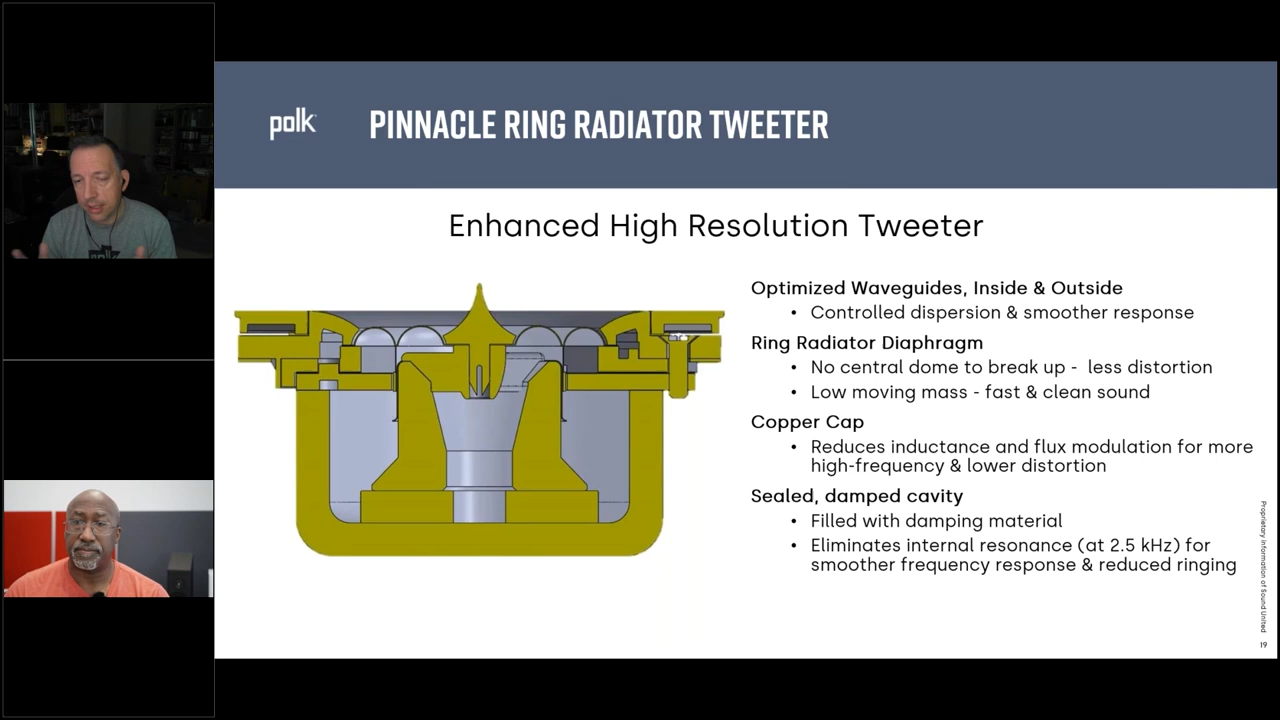 polk
PINNACLE RING RADIATOR TWEETER
Enhanced High Resolution Tweeter
Optimized Waveguides, Inside & Outside
• Controlled dispersion & smoother response
Ring Radiator Diaphragm
• No central dome to break up - less distortion
• Low moving mass - fast & clean sound
Copper Cap
• Reduces inductance and flux modulation for more
high-frequency & lower distortion
Sealed, damped cavity
• Filled with damping material
• Eliminates internal resonance (at 2.5 kHz) for
smoother frequency response & reduced ringing
Proprietary information of Sound United
19
polk